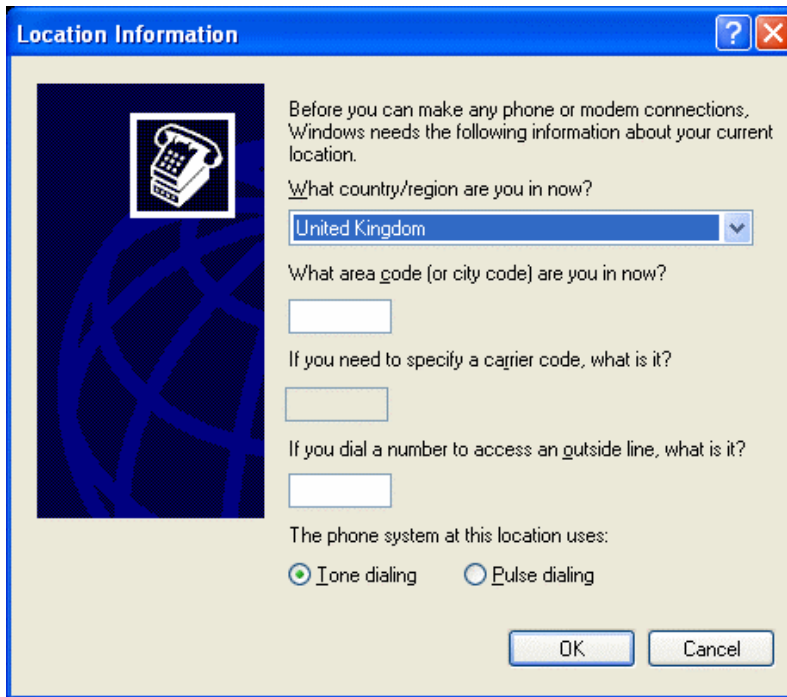 Location Information
Before you can make any phone or modem connections,
Windows needs the following information about your current
location.
What country/region are you in now?
United Kingdom
What area code (or city code) are you in now?
If you need to specify a carrier code, what is it?
If you dial a number to access an outside line, what is it?
The phone system at this location uses:
Tone dialing Pulse dialing
OK Cancel